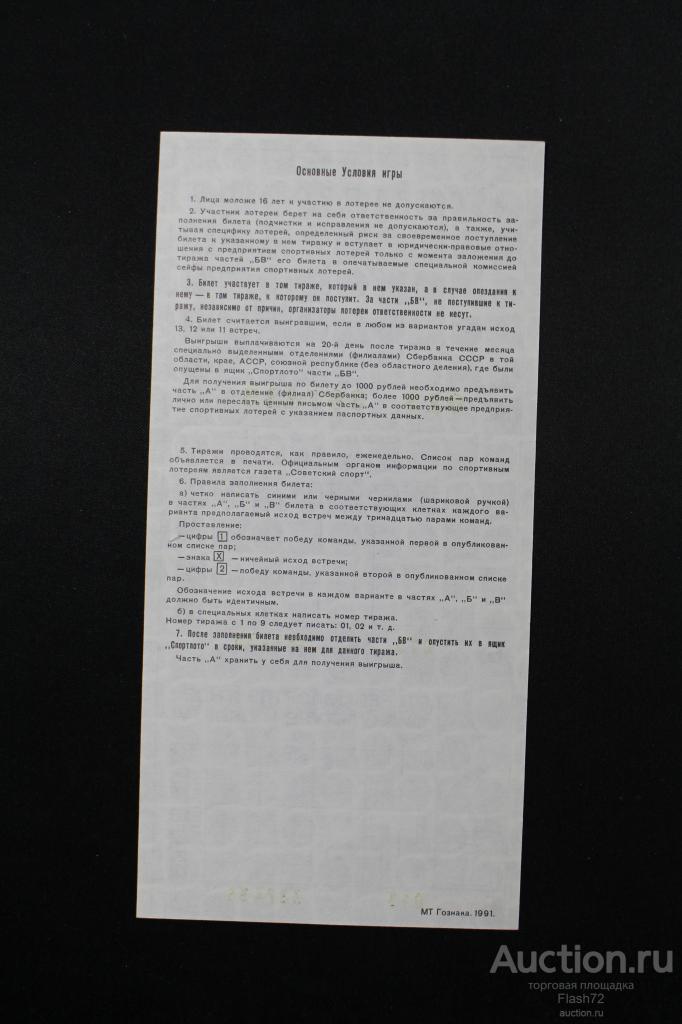 Основные Условия игры
1. Лица моложе 16 лет к участию в лотерее не допускаются.
2. Участник лотереи берет на себя ответственность за правильность за-
полнения билета (подчистки и исправления не допускаются), а также, учи-
тывая специфику лотерей, определенный риск за своевременное поступление
билета к указанному в нем тиражу и вступает в юридически-правовые отно-
шения с предприятием спортивных лотерей только с момента заложения до
тиража частей „БВ" его билета в опечатываемые специальной комиссией
сейфы предприятия спортивных лотерей.
3. Билет участвует в том тираже, который в нем указан, а в случае опоздания к
нему — в том тираже, к которому он поступит. За части „БВ", не поступившие к ти-
ражу, независимо от причин, организаторы лотереи ответственности не несут.
4. Билет считается выигравшим, если в любом из вариантов угадан исход
13, 12 или 11 встреч.
Выигрыши выплачиваются на 20-й день после тиража в течение месяца
специально выделенными отделениями (филиалами) Сбербанка СССР в той
области, крае, АССР, союзной республике (без областного деления), где были
опущены в ящик „Спортлото" части „БВ".
Для получения выигрыша по билету до 1000 рублей необходимо предъявить
часть „А" в отделение (филиал) Сбербанка; более 1000 рублей — предъявить
лично или переслать ценным письмом часть „А" в соответствующее предприя-
тие спортивных лотерей с указанием паспортных данных.
5. Тиражи проводятся, как правило, еженедельно. Список пар команд
объявляется в печати. Официальным органом информации по спортивным
лотереям является газета „Советский спорт".
6. Правила заполнения билета:
а) четко написать синими или черными чернилами (шариковой ручкой)
в частях „А", „Б" и „В" билета в соответствующих клетках каждого ва-
рианта предполагаемый исход встреч между тринадцатью парами команд.
Проставление:
—цифры 1 обозначает победу команды, указанной первой в опубликован-
ном списке пар;
—знака X — ничейный исход встречи;
—цифры 2 — победу команды, указанной второй в опубликованном списке
пар.
Обозначение исхода встречи в каждом варианте в частях „А", „Б" и „В"
должно быть идентичным.
б) в специальных клетках написать номер тиража.
Номер тиража с 1 по 9 следует писать: 01, 02 и т. д.
7. После заполнения билета необходимо отделить части „БВ" и опустить их в ящик
„Спортлото" в сроки, указанные на нем для данного тиража.
Часть „А" хранить у себя для получения выигрыша.
МТ Гознака. 1991.
Auction.ru
торговая площадка
Flash72
auction.ru